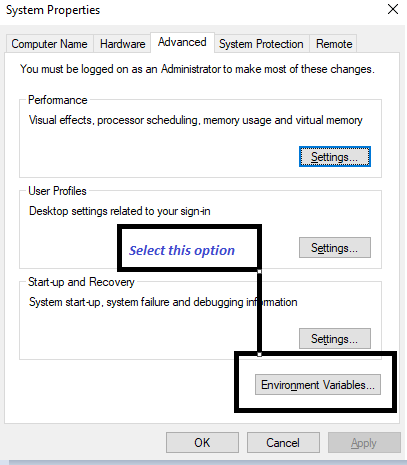 System Properties
Computer Name Hardware Advanced System Protection Remote
You must be logged on as an Administrator to make most of these changes.
Performance
Visual effects, processor scheduling, memory usage and virtual memory
Settings...
User Profiles
Desktop settings related to your sign-in
Select this option
Settings...
Start-up and Recovery
System start-up, system failure and debugging information
Settings...
Environment Variables...
OK Cancel Apply